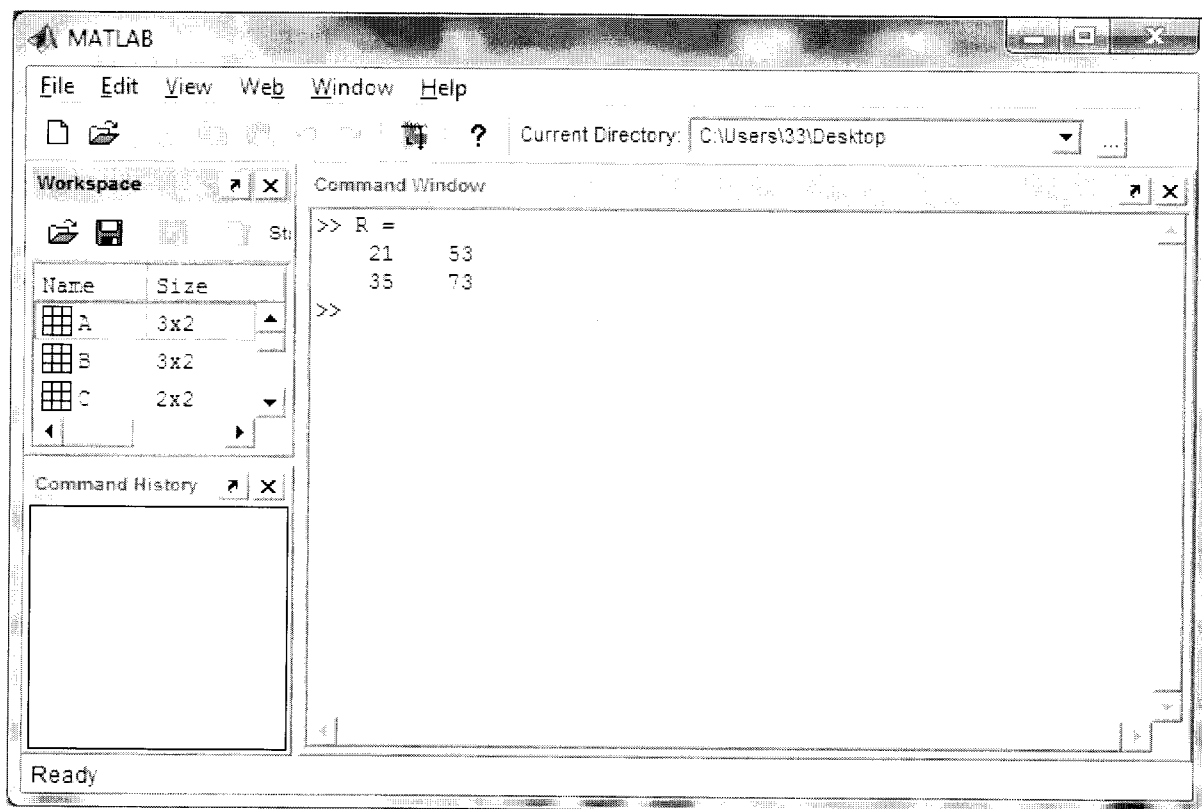 MATLAB
File Edit View Web Window Help
? Current Directory: C:\Users\33\Desktop ...
Workspace
St
Name Size
A 3x2
B 3x2
C 2x2
Command History
Command Window
>> R =
21 53
35 73
>>
Ready